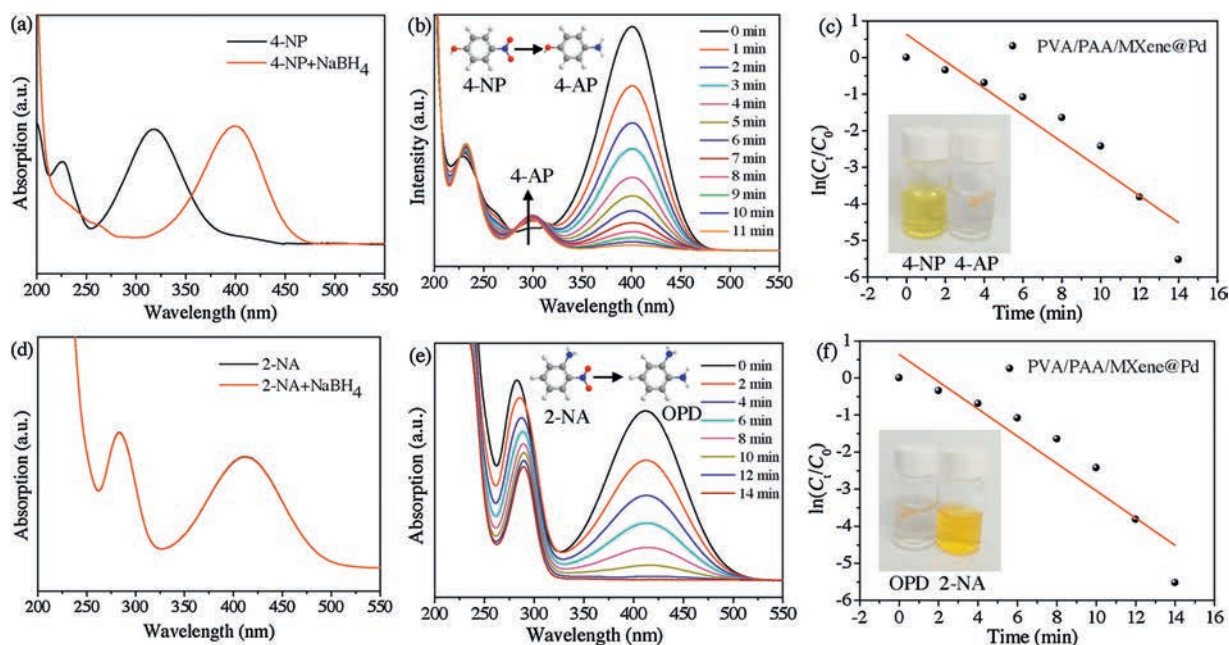 (a)
4-NP
4-NP+NaBH4
Absorption (a.u.)
200 250 300 350 400 450 500 550
Wavelength (nm)
(b)
4-NP
4-AP
4-AP
0 min
1 min
2 min
3 min
4 min
5 min
6 min
7 min
8 min
9 min
10 min
11 min
Intensity (a.u.)
200 250 300 350 400 450 500 550
Wavelength (nm)
(c)
PVA/PAA/MXene@Pd
ln(Ct/C0)
1
0
-1
-2
-3
-4
-5
-6
4-NP 4-AP
-2 0 2 4 6 8 10 12 14 16
Time (min)
(d)
2-NA
2-NA+NaBH4
Absorption (a.u.)
200 250 300 350 400 450 500 550
Wavelength (nm)
(e)
2-NA
OPD
0 min
2 min
4 min
6 min
8 min
10 min
12 min
14 min
Absorption (a.u.)
200 250 300 350 400 450 500 550
Wavelength (nm)
(f)
PVA/PAA/MXene@Pd
ln(Ct/C0)
1
0
-1
-2
-3
-4
-5
-6
OPD 2-NA
-2 0 2 4 6 8 10 12 14 16
Time (min)